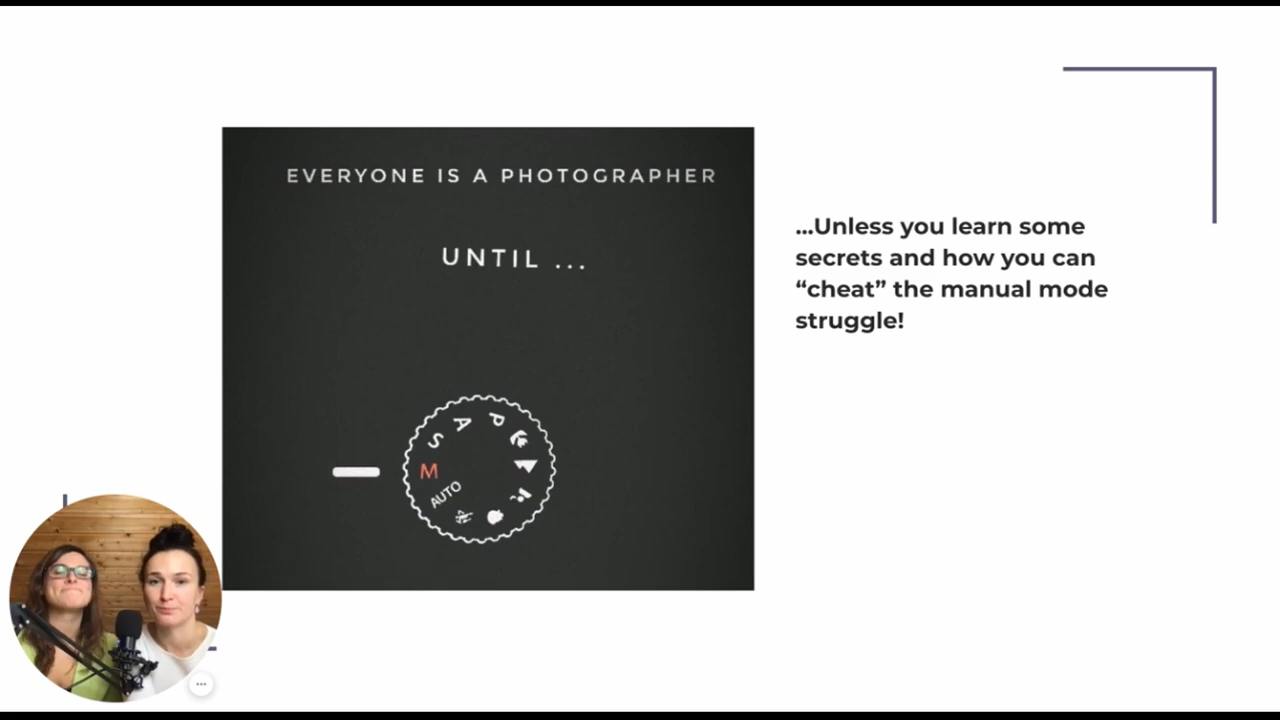 EVERYONE IS A PHOTOGRAPHER
UNTIL ...
P
A
S
M
AUTO
...Unless you learn some
secrets and how you can
“cheat” the manual mode
struggle!